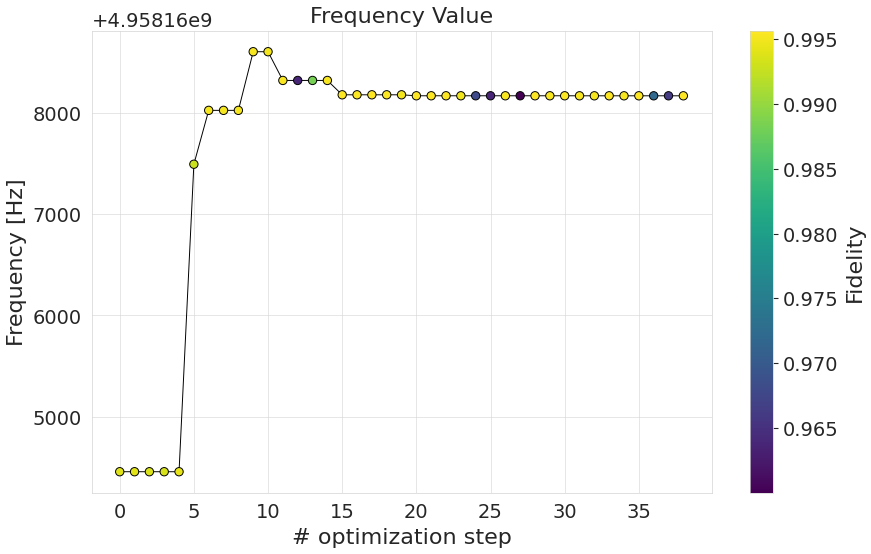 Frequency Value
+4.95816e9
8000
7000
6000
5000
Frequency [Hz]
0 5 10 15 20 25 30 35
# optimization step
0.995
0.990
0.985
0.980
0.975
0.970
0.965
Fidelity